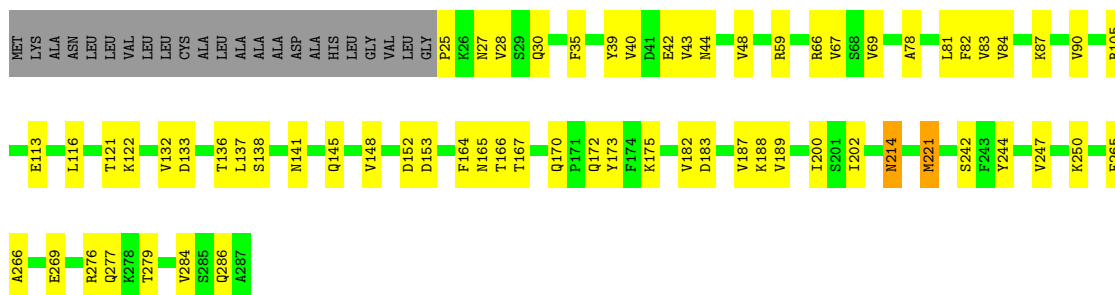 MET LYS ALA ASN LEU LEU VAL LEU LEU CYS ALA LEU ALA ALA ALA ALA ASP ALA HIS LEU GLY VAL LEU GLY P25 K26 N27 V28 S29 Q30 F35 Y39 V40 D41 E42 V43 N44 V48 R59 R66 V67 S68 V69 A78 L81 F82 V83 V84 K87 V90
E113 L116 T121 K122 V132 D133 T136 L137 S138 N141 Q145 V148 D152 D153 F164 N165 T166 T167 Q170 P171 Q172 Y173 F174 K175 V182 D183 V187 K188 V189 I200 S201 I202 N214 M221 S242 F243 Y244 V247 K250
A266 E269 R276 Q277 K278 T279 V284 S285 Q286 A287